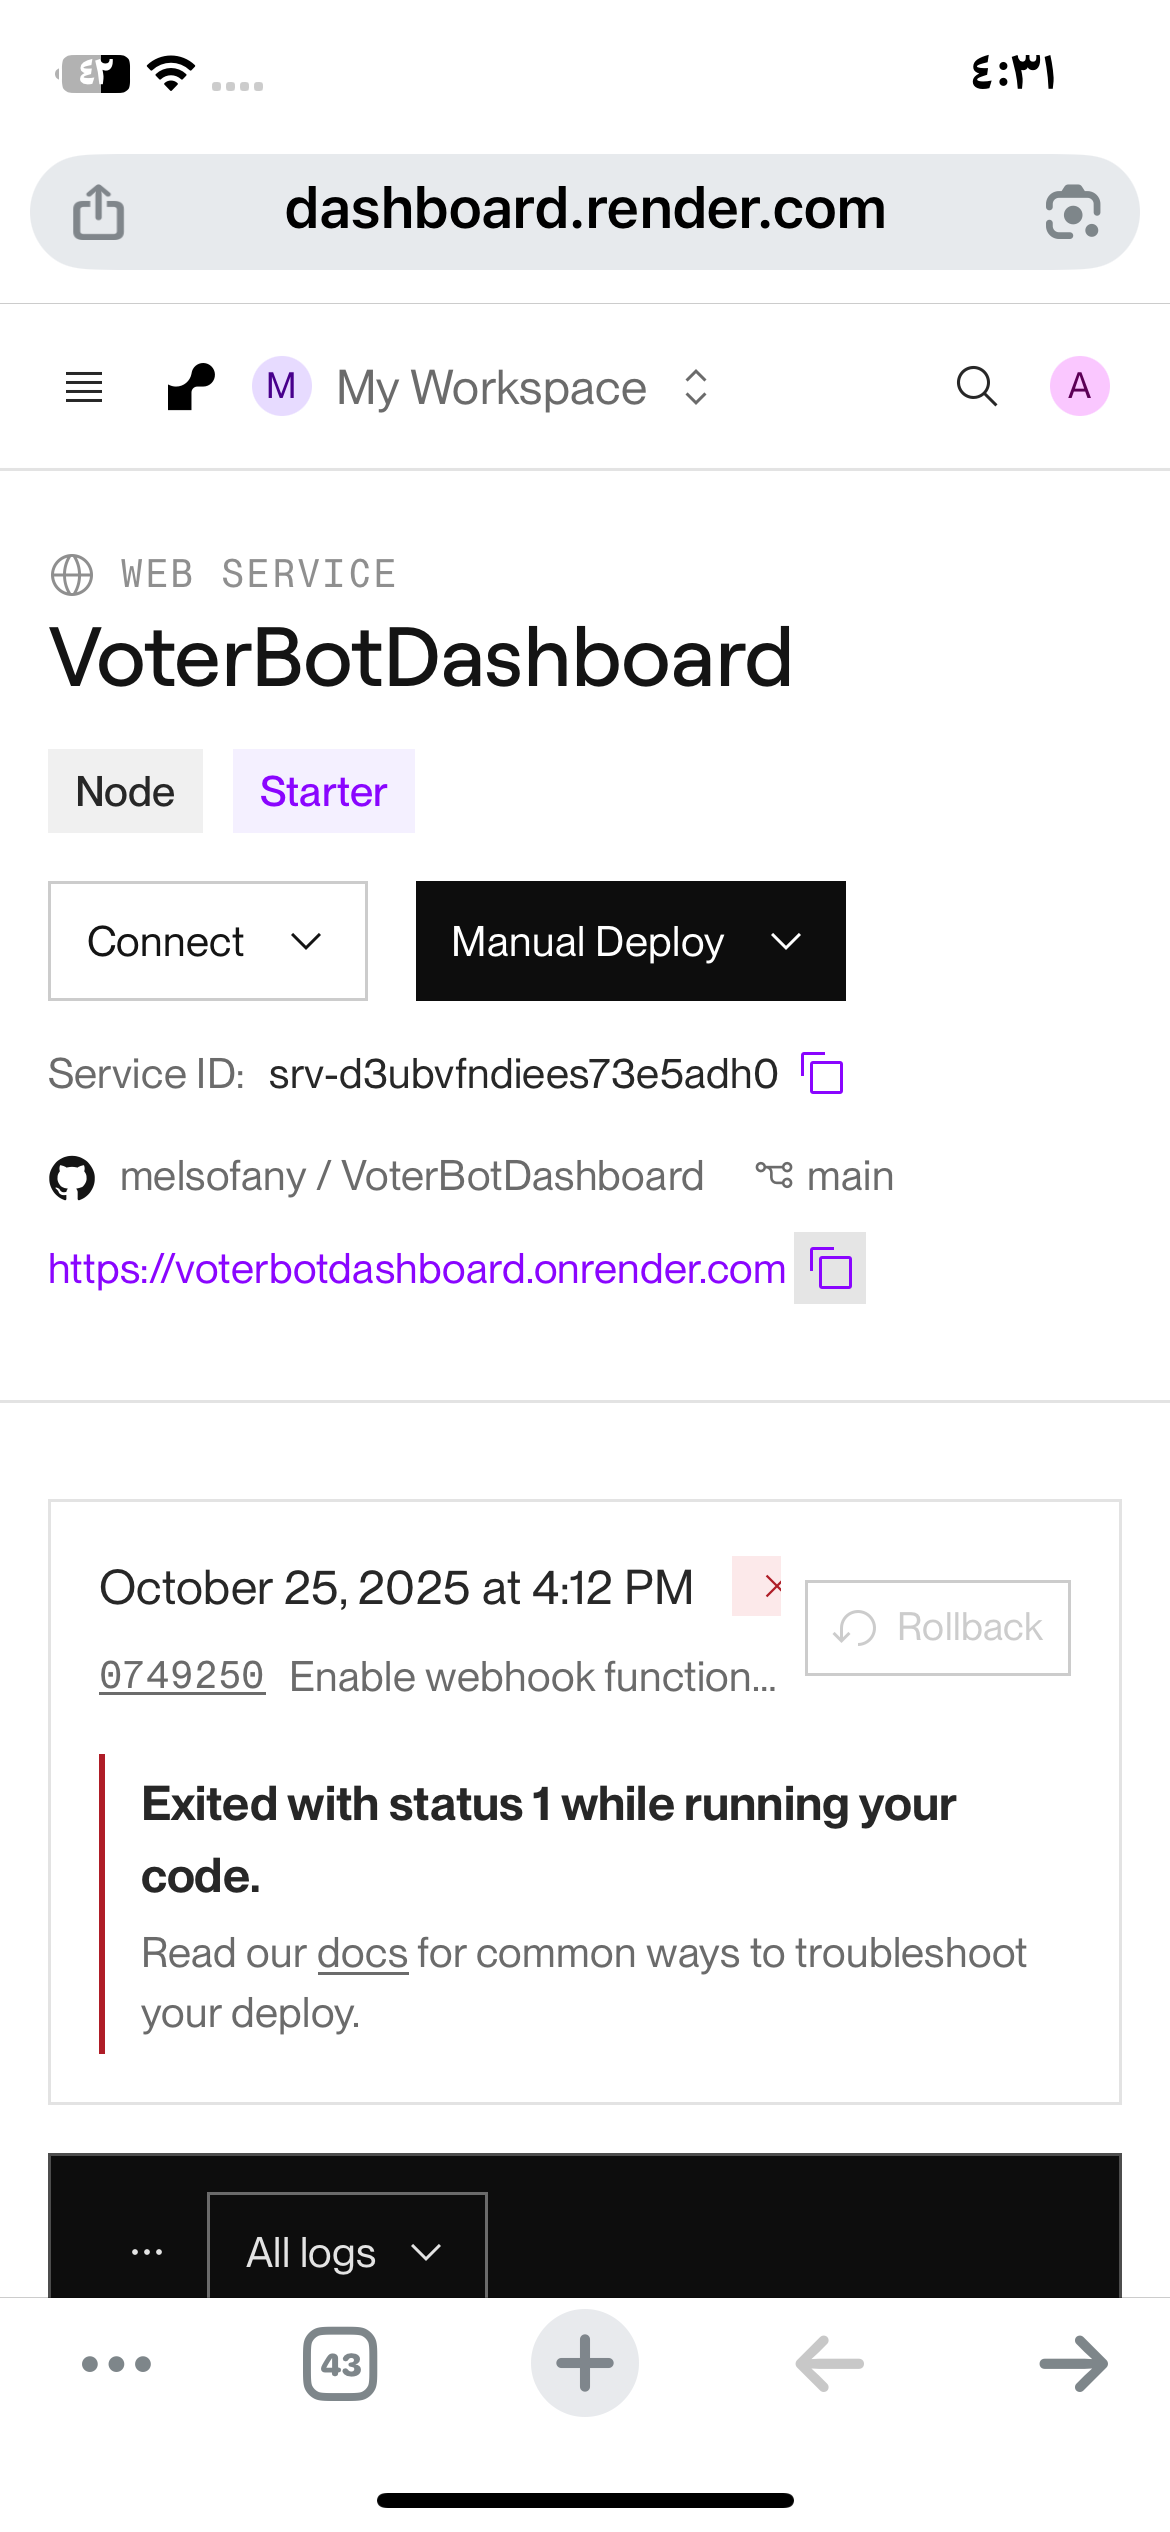 ٤٢
٤:٣١
dashboard.render.com
M My Workspace A
WEB SERVICE
VoterBotDashboard
Node Starter
Connect Manual Deploy
Service ID: srv-d3ubvfndiees73e5adh0
melsofany / VoterBotDashboard main
https://voterbotdashboard.onrender.com
October 25, 2025 at 4:12 PM
Rollback
0749250 Enable webhook function...
Exited with status 1 while running your
code.
Read our docs for common ways to troubleshoot
your deploy.
... All logs
43